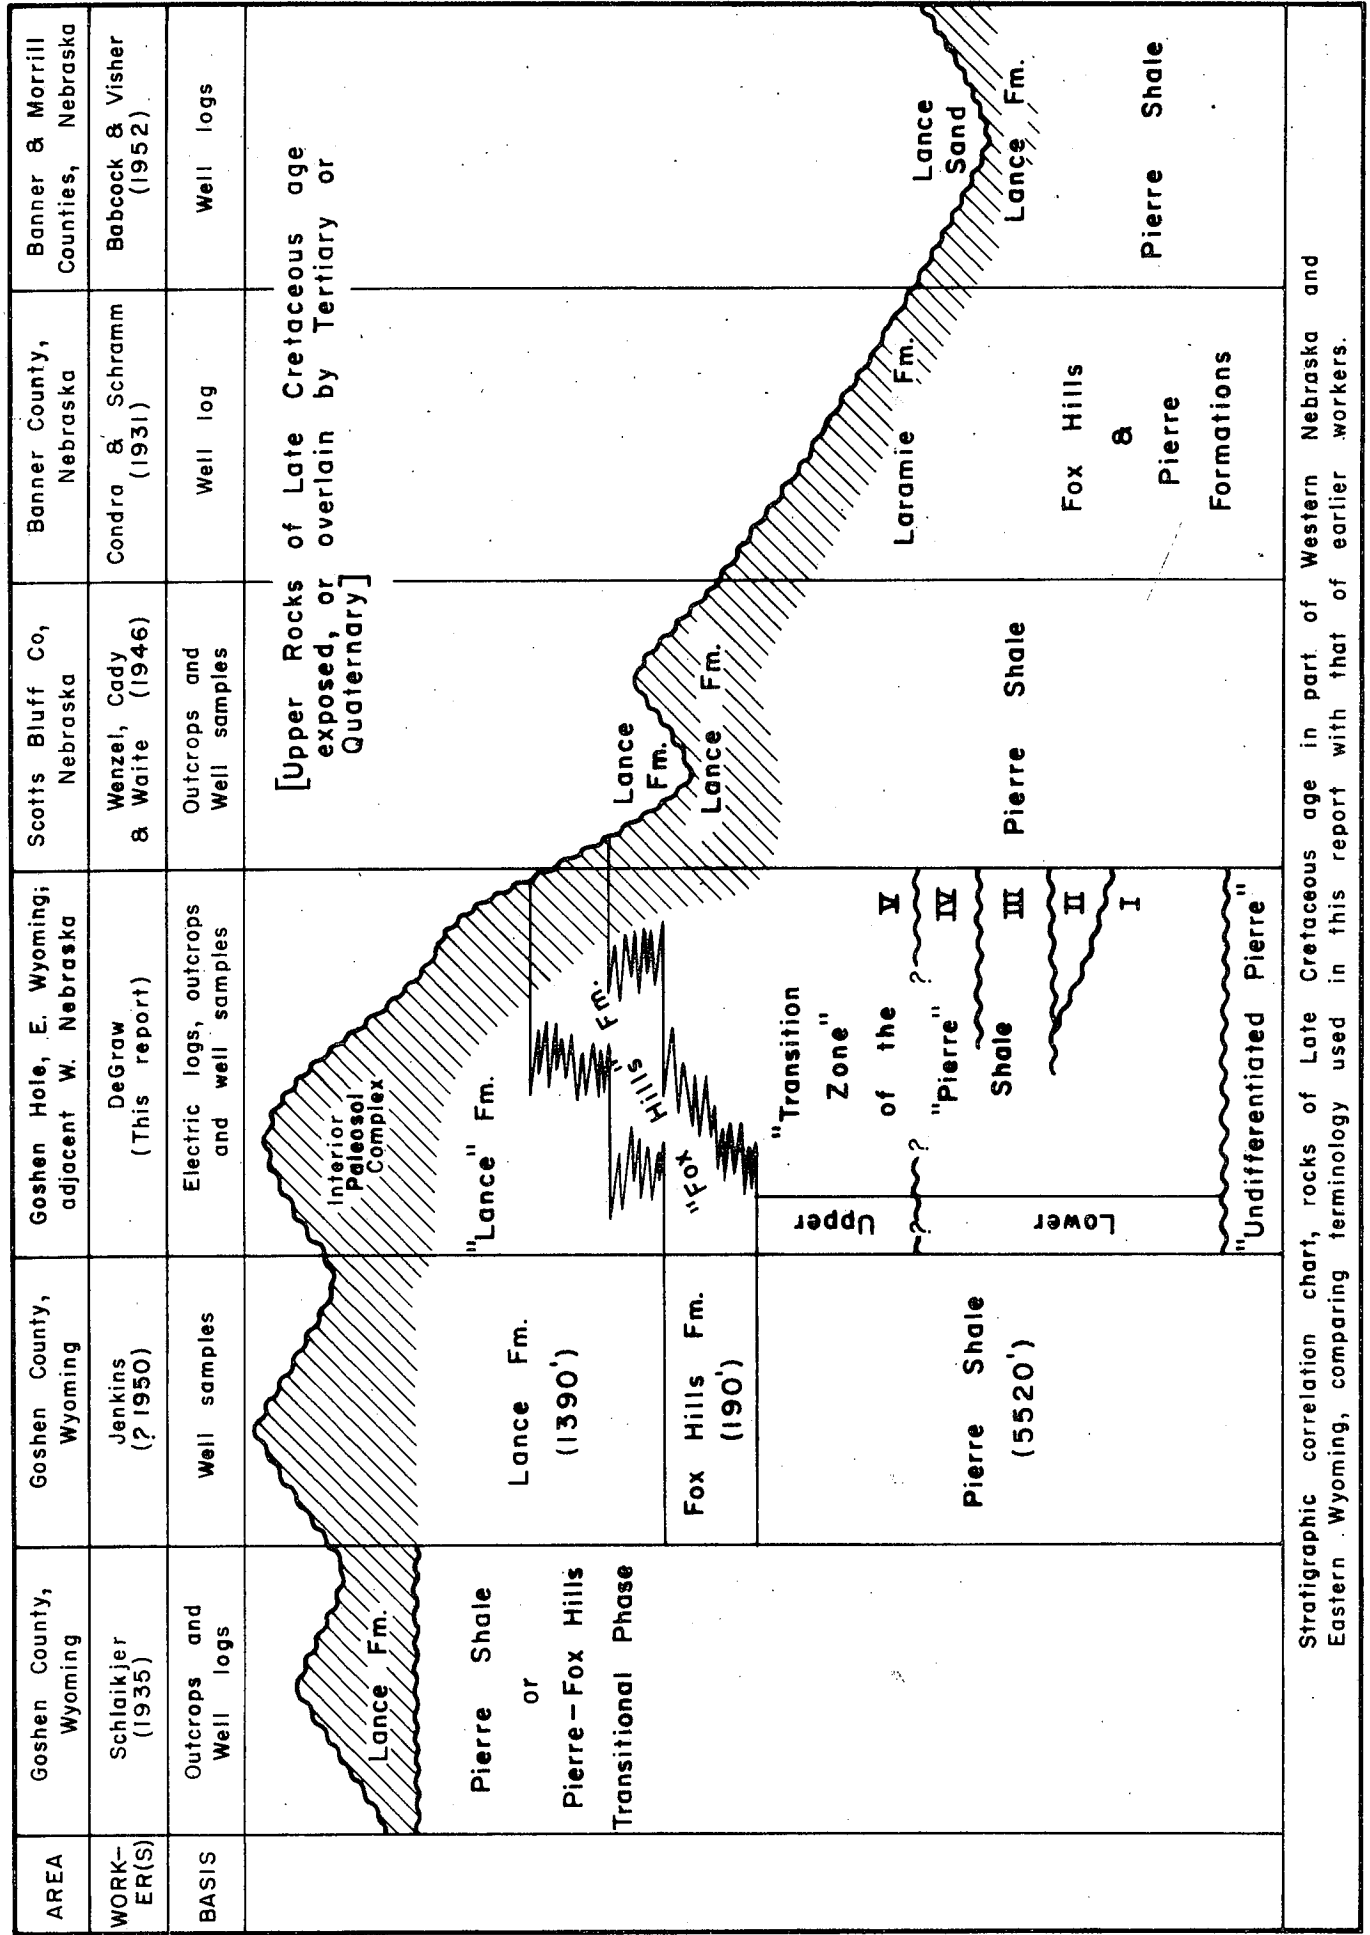 AREA
Goshen County,
Wyoming
Goshen County,
Wyoming
Goshen Hole, E. Wyoming;
adjacent W. Nebraska
Scotts Bluff Co,
Nebraska
Banner County,
Nebraska
Banner & Morrill
Counties, Nebraska
WORK-
ER(S)
Schlaikjer
(1935)
Jenkins
(? 1950)
DeGraw
(This report)
Wenzel, Cady
& Waite (1946)
Condra & Schramm
(1931)
Babcock & Visher
(1952)
BASIS
Outcrops and
Well logs
Well samples
Electric logs, outcrops
and well samples
Outcrops and
Well samples
Well log
Well logs
[Upper Rocks of Late Cretaceous age
exposed, or overlain by Tertiary or
Quaternary]
Lance Fm.
Pierre Shale
or
Pierre-Fox Hills
Transitional Phase
Lance Fm.
(1390')
Fox Hills Fm.
(190')
Pierre Shale
(5520')
Interior
Paleosol
Complex
"Lance" Fm.
"Fox Hills" Fm.
Upper
Lower
"Transition
Zone"
of the
"Pierre"
Shale
?
?
?
V
IV
III
II
I
"Undifferentiated Pierre"
Lance
Fm.
Lance Fm.
Pierre Shale
Laramie Fm.
Fox Hills
&
Pierre
Formations
Lance
Sand
Lance Fm.
Pierre Shale
Stratigraphic correlation chart, rocks of Late Cretaceous age in part of Western Nebraska and
Eastern Wyoming, comparing terminology used in this report with that of earlier workers.